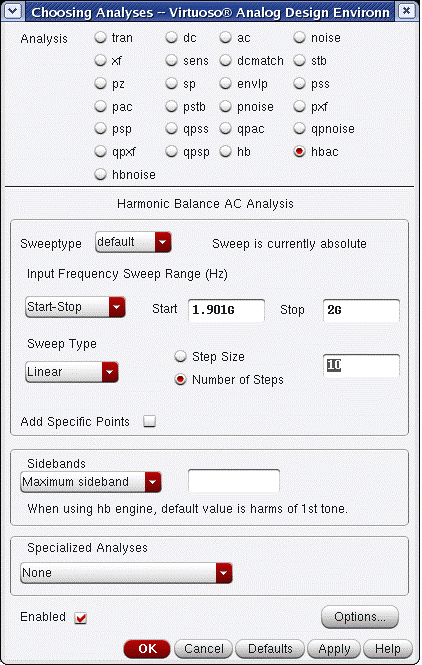 Choosing Analyses -- Virtuoso® Analog Design Environm
Analysis tran dc ac noise
xf sens dcmatch stb
pz sp envlp pss
pac pstb pnoise pxf
psp qpss qpac qpnoise
qpxf qpsp hb hbac
hbnoise
Harmonic Balance AC Analysis
Sweeptype default Sweep is currently absolute
Input Frequency Sweep Range (Hz)
Start-Stop Start 1.901G Stop 2G
Sweep Type
Step Size
Linear 10
Number of Steps
Add Specific Points
Sidebands
Maximum sideband
When using hb engine, default value is harms of 1st tone.
Specialized Analyses
None
Enabled Options...
OK Cancel Defaults Apply Help